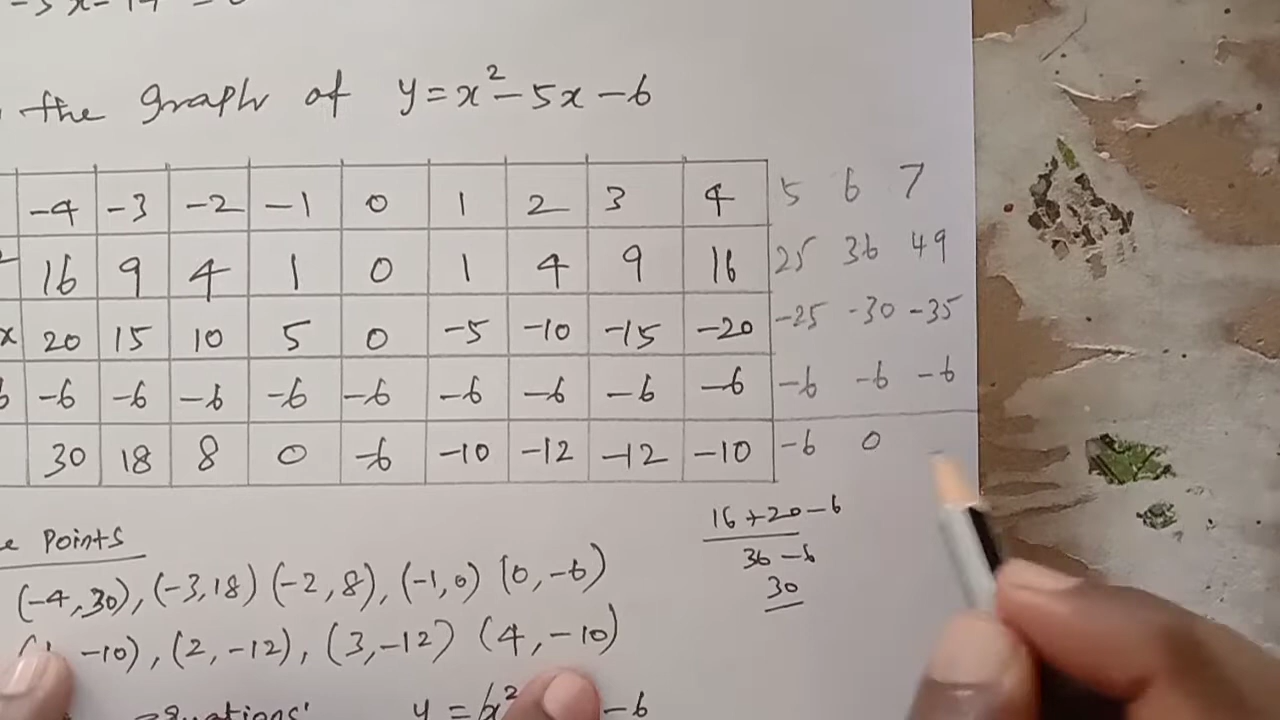 the graph of y=x²-5x-6
-4 -3 -2 -1 0 1 2 3 4 5 6 7
16 9 4 1 0 1 4 9 16 25 36 49
x 20 15 10 5 0 -5 -10 -15 -20 -25 -30 -35
-6 -6 -6 -6 -6 -6 -6 -6 -6 -6 -6 -6
30 18 8 0 -6 -10 -12 -12 -10 -6 0
16+20-6
36-6
30
Points
(-4,30), (-3,18) (-2,8), (-1,0) (0,-6)
-10), (2,-12), (3,-12) (4,-10)
y = -6